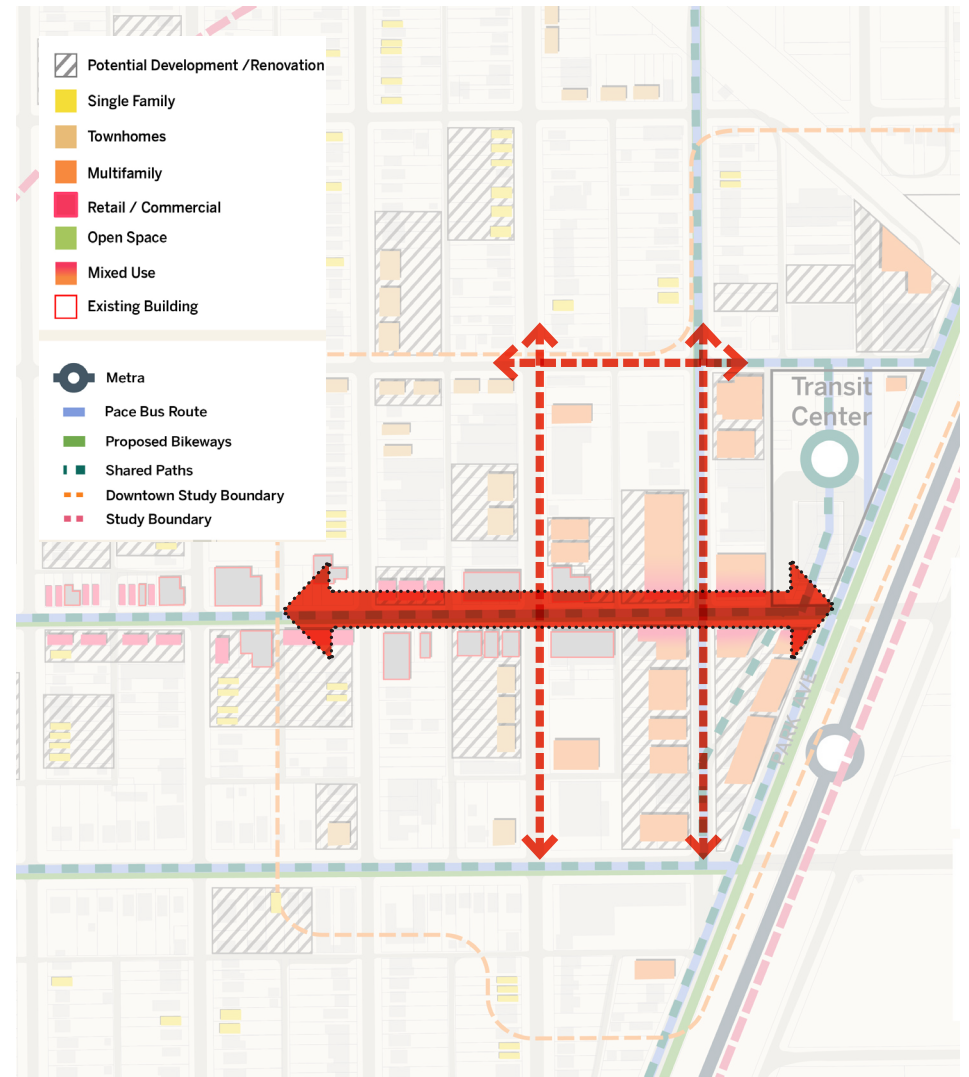 Potential Development /Renovation
Single Family
Townhomes
Multifamily
Retail / Commercial
Open Space
Mixed Use
Existing Building
Metra
Pace Bus Route
Proposed Bikeways
Shared Paths
Downtown Study Boundary
Study Boundary
Transit
Center
PARK AVE